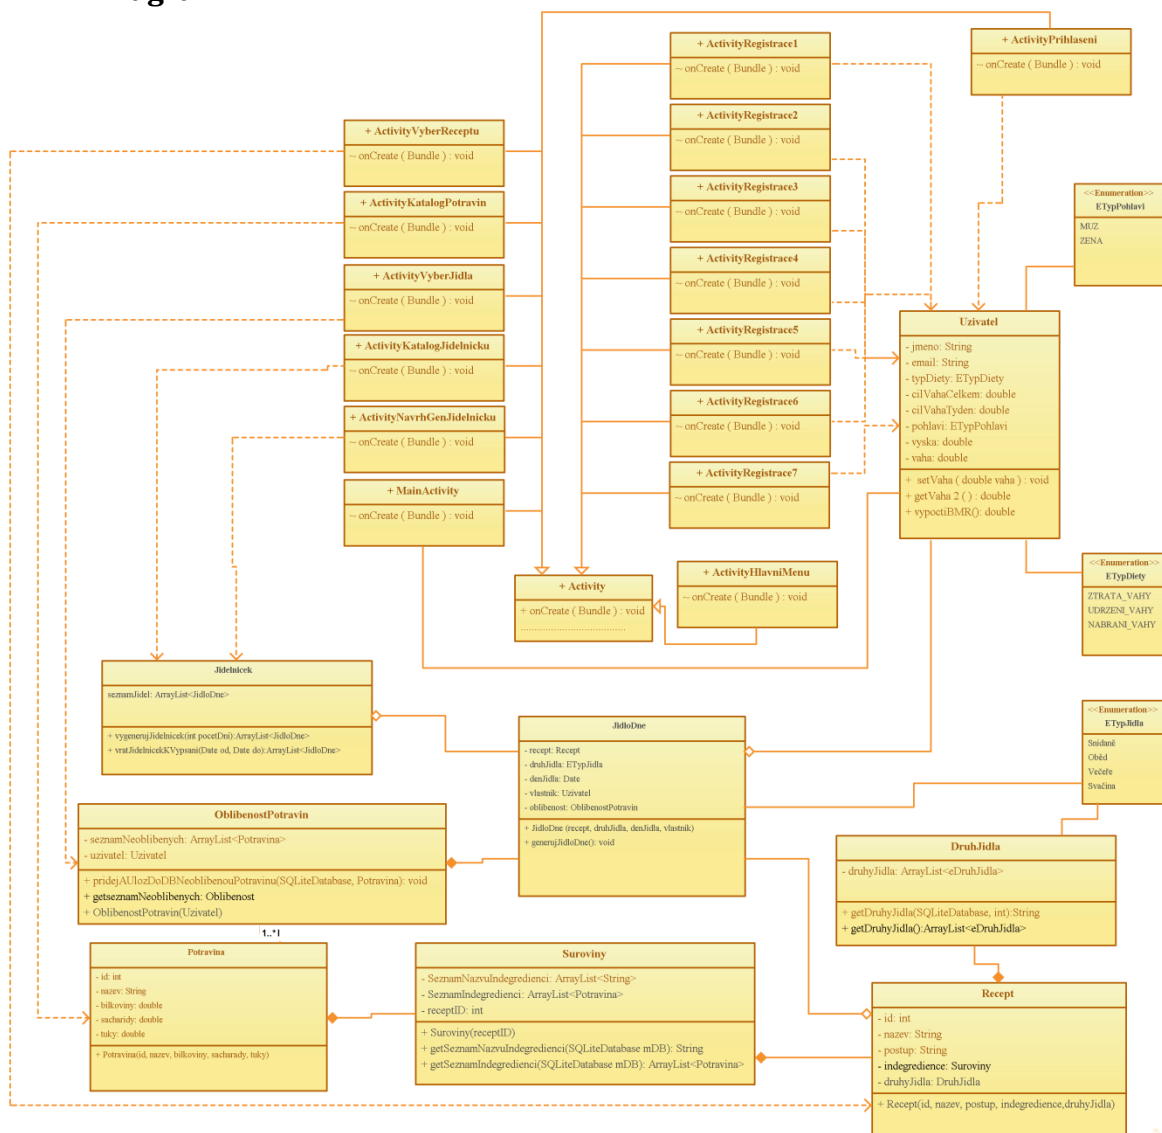 + ActivityRegistrace1
~ onCreate ( Bundle ) : void
+ ActivityPrihlaseni
~ onCreate ( Bundle ) : void
+ ActivityRegistrace2
~ onCreate ( Bundle ) : void
+ ActivityVyberReceptu
~ onCreate ( Bundle ) : void
+ ActivityRegistrace3
~ onCreate ( Bundle ) : void
<<Enumeration>>
ETypPohlavi
MUZ
ZENA
+ ActivityKatalogPotravin
~ onCreate ( Bundle ) : void
+ ActivityRegistrace4
~ onCreate ( Bundle ) : void
+ ActivityVyberJidla
~ onCreate ( Bundle ) : void
+ ActivityRegistrace5
~ onCreate ( Bundle ) : void
+ ActivityKatalogJidelnicku
~ onCreate ( Bundle ) : void
Uzivatel
- jmeno: String
- email: String
- typDiety: ETypDiety
- cilVahaCelkem: double
- cilVahaTyden: double
- pohlavi: ETypPohlavi
- vyska: double
- vaha: double
+ setVaha ( double vaha ) : void
+ getVaha 2 ( ) : double
+ vypoctiBMR(): double
+ ActivityRegistrace6
~ onCreate ( Bundle ) : void
+ ActivityNavrhGenJidelnicku
~ onCreate ( Bundle ) : void
+ ActivityRegistrace7
~ onCreate ( Bundle ) : void
+ MainActivity
~ onCreate ( Bundle ) : void
+ Activity
+ onCreate ( Bundle ) : void
........................................
+ ActivityHlavniMenu
~ onCreate ( Bundle ) : void
<<Enumeration>>
ETypDiety
ZTRATA_VAHY
UDRZENI_VAHY
NABRANI_VAHY
Jidelnicek
seznamJidel: ArrayList<JidloDne>
+ vygenerujJidelnicek(int pocetDni):ArrayList<JidloDne>
+ vratJidelnicekKVypsani(Date od, Date do):ArrayList<JidloDne>
JidloDne
- recept: Recept
- druhJidla: ETypJidla
- denJidla: Date
- vlastnik: Uzivatel
- oblibenost: OblibenostPotravin
+ JidloDne (recept, druhJidla, denJidla, vlastnik)
+ generujJidloDne(): void
<<Enumeration>>
ETypJidla
Snídaně
Oběd
Večeře
Svačina
OblibenostPotravin
- seznamNeoblibenych: ArrayList<Potravina>
- uzivatel: Uzivatel
+ pridejAUlozDoDBNeoblibenouPotravinu(SQLiteDatabase, Potravina): void
+ getseznamNeoblibenych: Oblibenost
+ OblibenostPotravin(Uzivatel)
1..*
DruhJidla
- druhyJidla: ArrayList<eDruhJidla>
+ getDruhyJidla(SQLiteDatabase, int):String
+ getDruhyJidla():ArrayList<eDruhJidla>
Potravina
- id: int
- nazev: String
- bilkoviny: double
- sacharidy: double
- tuky: double
+ Potravina(id, nazev, bilkoviny, sacharady, tuky)
Suroviny
- SeznamNazvuIndegredienci: ArrayList<String>
- SeznamIndegredienci: ArrayList<Potravina>
- receptID: int
+ Suroviny(receptID)
+ getSeznamNazvuIndegredienci(SQLiteDatabase mDB): String
+ getSeznamIndegredienci(SQLiteDatabase mDB): ArrayList<Potravina>
Recept
- id: int
- nazev: String
- postup: String
- indegredience: Suroviny
- druhyJidla: DruhJidla
+ Recept(id, nazev, postup, indegredience,druhyJidla)